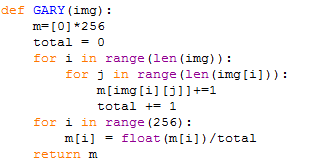 def GARY(img):
    m=[0]*256
    total = 0
    for i in range(len(img)):
        for j in range(len(img[i])):
            m[img[i][j]]+=1
            total += 1
    for i in range(256):
        m[i] = float(m[i])/total
    return m